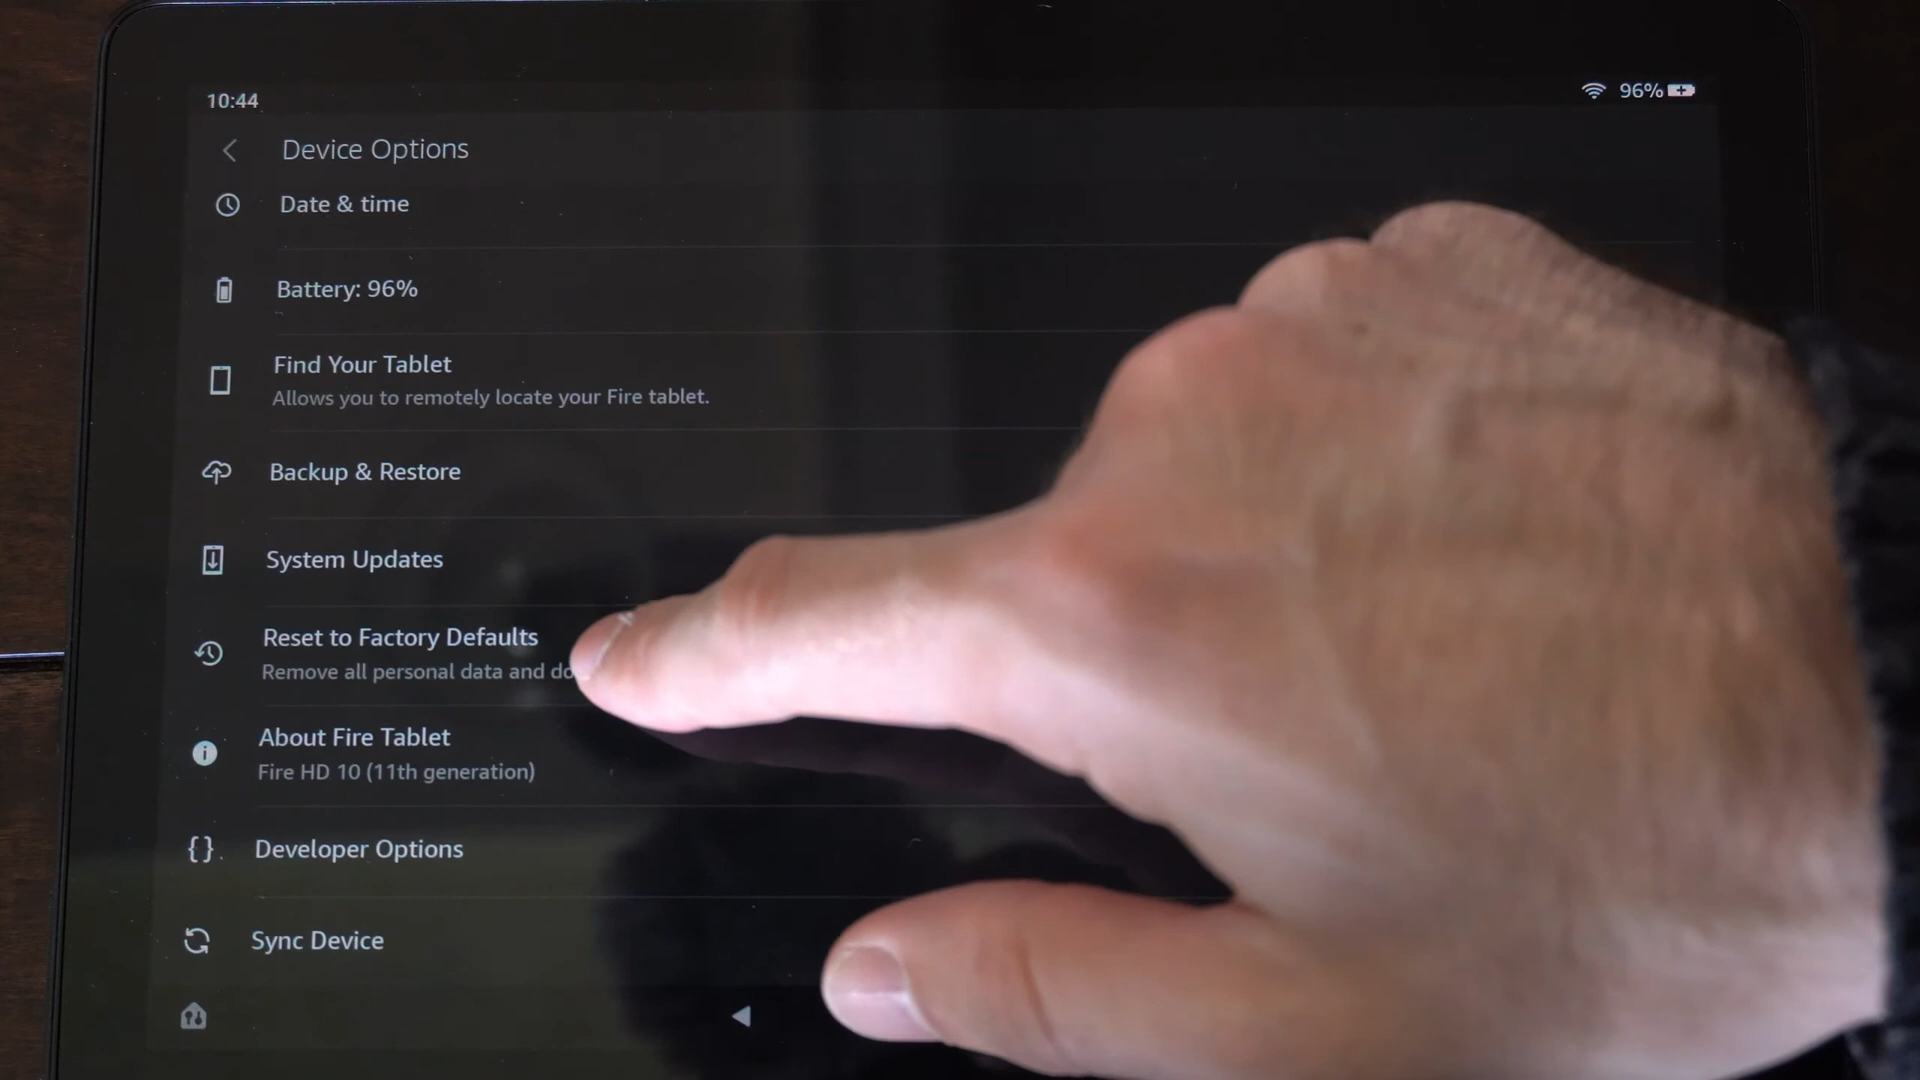 10:44
96%
Device Options
Date & time
Battery: 96%
Find Your Tablet
Allows you to remotely locate your Fire tablet.
Backup & Restore
System Updates
Reset to Factory Defaults
Remove all personal data and
About Fire Tablet
Fire HD 10 (11th generation)
{}
Developer Options
Sync Device